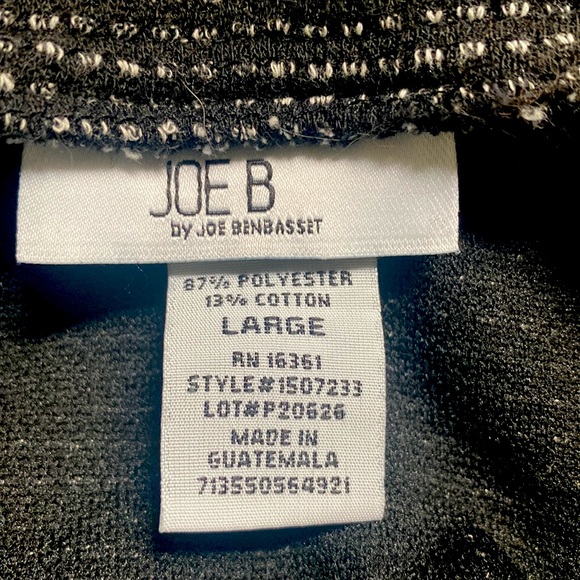 JOE B
by JOE BENBASSET
87% POLYESTER
13% COTTON
LARGE
RN 16361
STYLE#1507233
LOT#P20626
MADE IN
GUATEMALA
713550564921